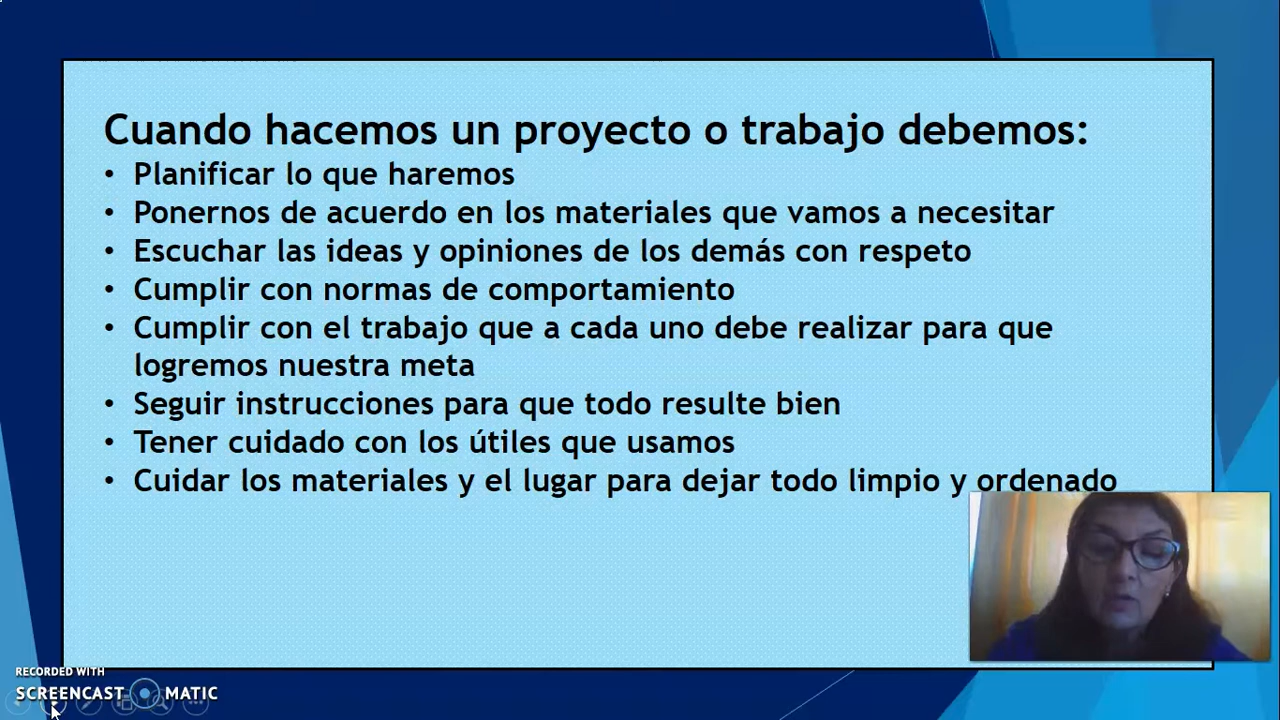 Cuando hacemos un proyecto o trabajo debemos:
• Planificar lo que haremos
• Ponernos de acuerdo en los materiales que vamos a necesitar
• Escuchar las ideas y opiniones de los demás con respeto
• Cumplir con normas de comportamiento
• Cumplir con el trabajo que a cada uno debe realizar para que
logremos nuestra meta
• Seguir instrucciones para que todo resulte bien
• Tener cuidado con los útiles que usamos
• Cuidar los materiales y el lugar para dejar todo limpio y ordenado
RECORDED WITH
SCREENCAST MATIC